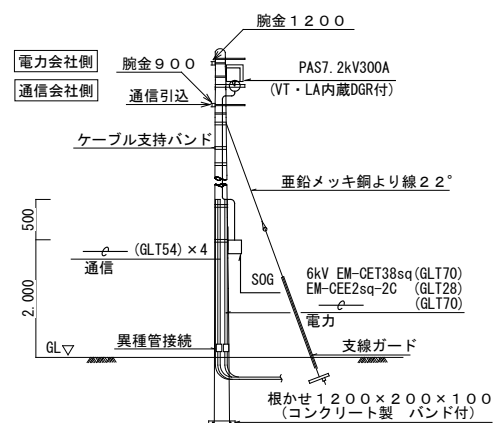 腕金１２００
電力会社側
腕金９００
PAS7.2kV300A
通信会社側
(VT・LA内蔵DGR付)
通信引込
ケーブル支持バンド
亜鉛メッキ銅より線２２°
500
(GLT54)×4
通信
SOG
6kV EM-CET38sq(GLT70)
EM-CEE2sq-2C (GLT28)
(GLT70)
電力
2.000
異種管接続
支線ガード
GL▽
根かせ１２００×２００×１００
(コンクリート製 バンド付)